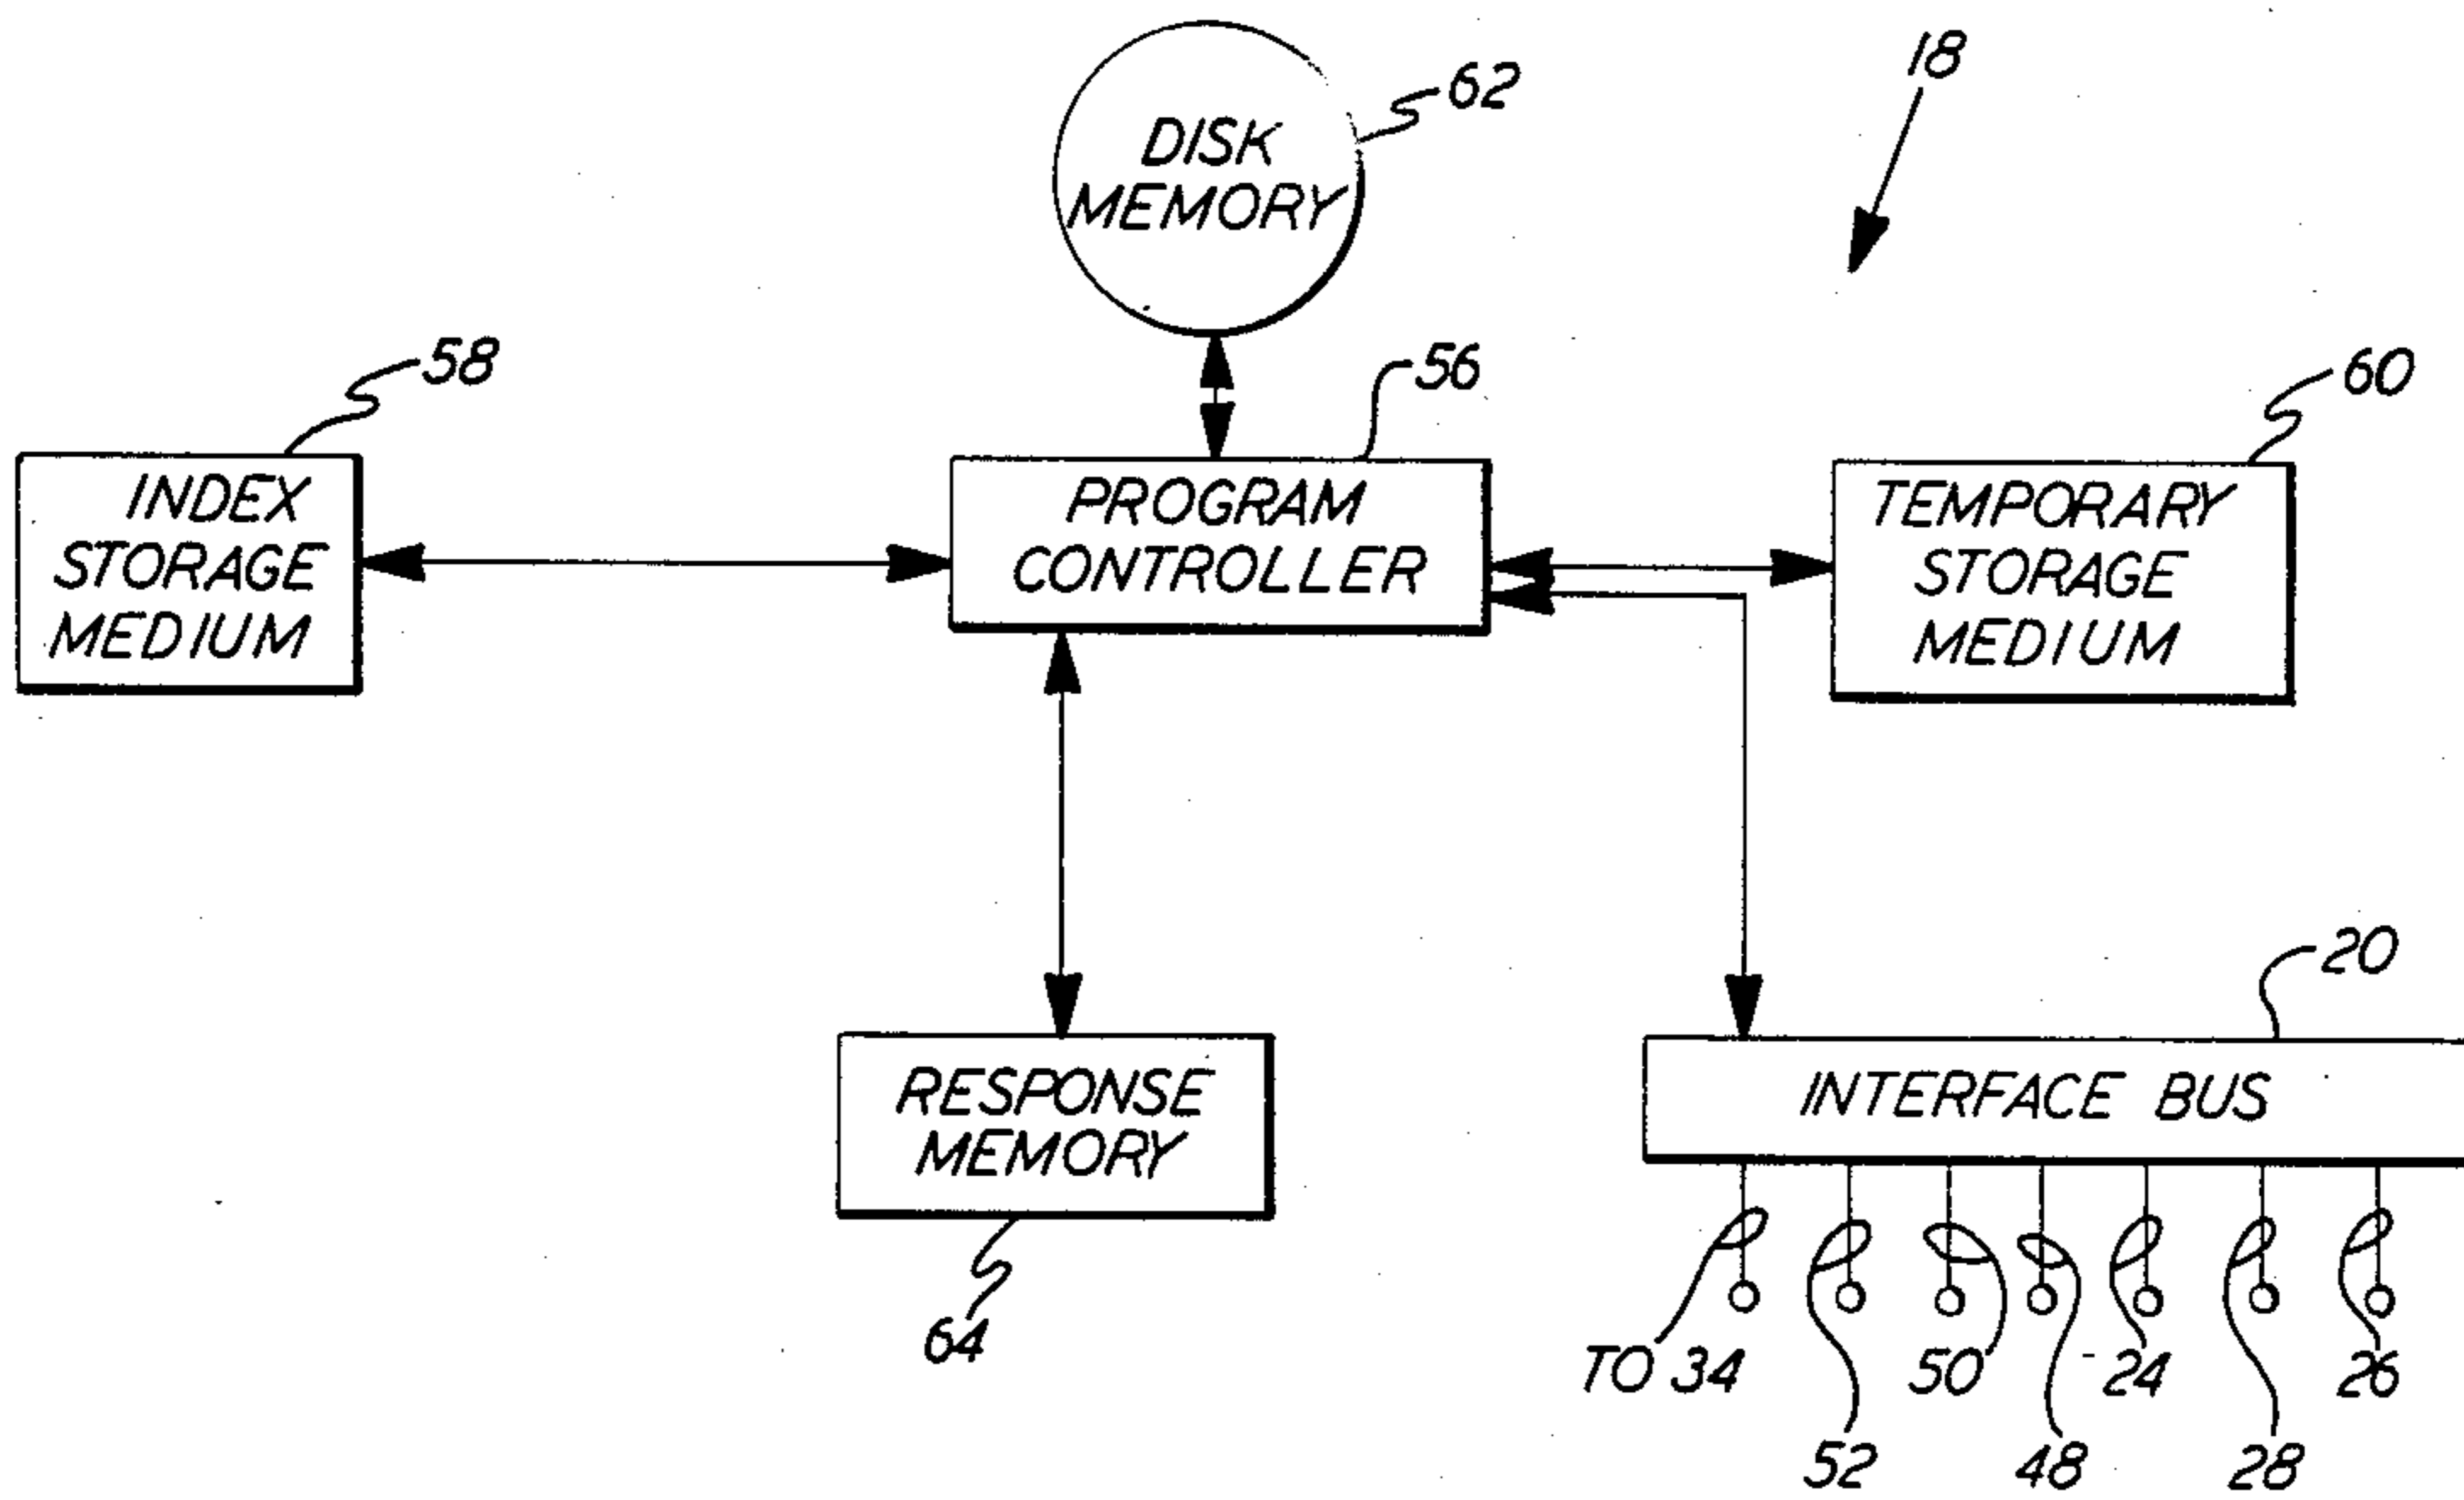 18
62
DISK
MEMORY
58
56
60
INDEX
STORAGE
MEDIUM
PROGRAM
CONTROLLER
TEMPORARY
STORAGE
MEDIUM
20
RESPONSE
MEMORY
INTERFACE BUS
64
TO 34
50
24
26
52
48
28